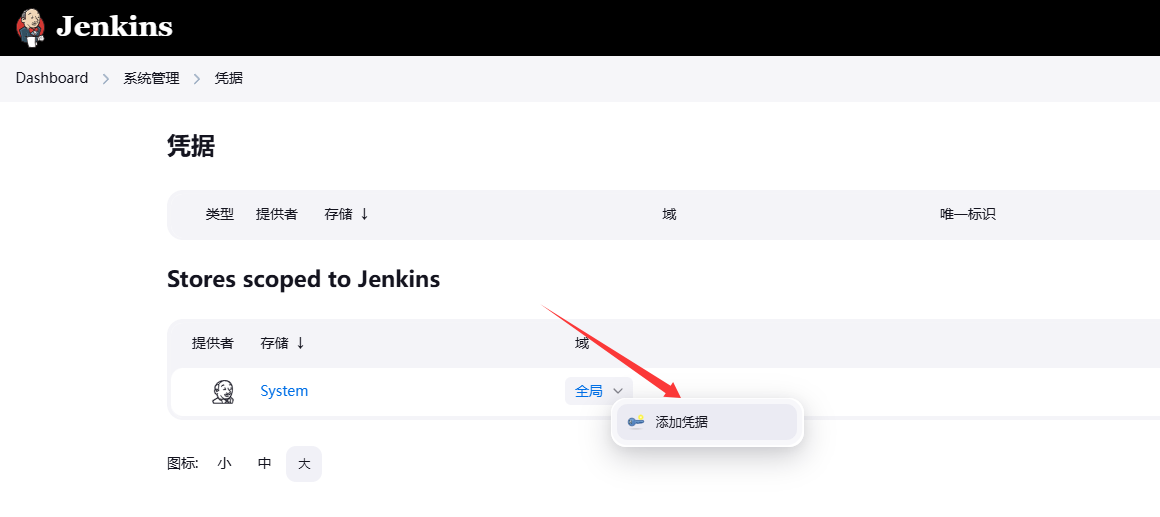 Jenkins
Dashboard > 系统管理 > 凭据
凭据
类型 提供者 存储 ↓ 域 唯一标识
Stores scoped to Jenkins
提供者 存储 ↓ 域
System 全局
添加凭据
图标: 小 中 大